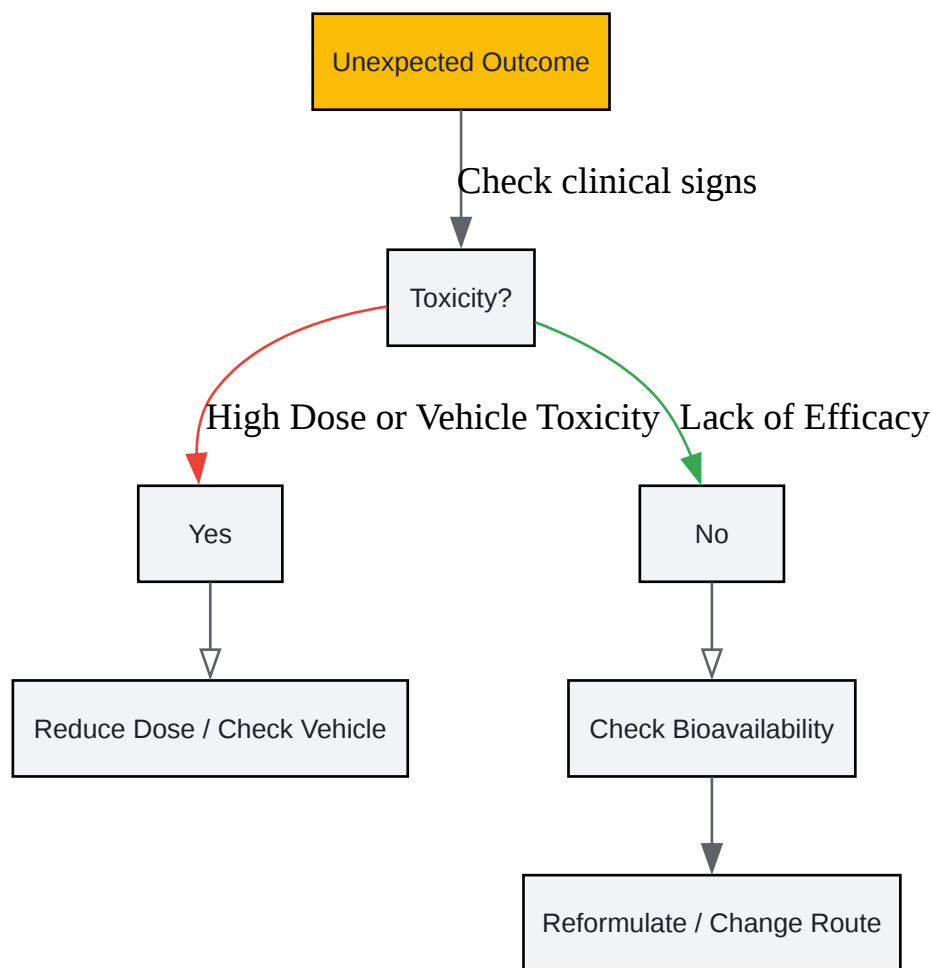 Unexpected Outcome
Check clinical signs
Toxicity?
High Dose or Vehicle Toxicity
Lack of Efficacy
Yes
No
Reduce Dose / Check Vehicle
Check Bioavailability
Reformulate / Change Route